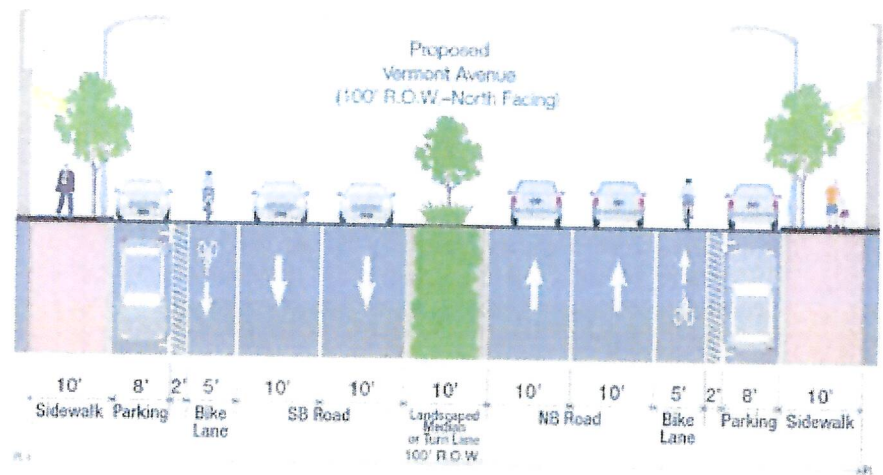 Proposed
Vermont Avenue
(100' R.O.W.-North Facing)
10' 8' 2' 5' 10' 10' 10' 10' 10' 5' 2' 8' 10'
Sidewalk Parking Bike Lane SB Road Landscaped Median or Turn Lane NB Road Bike Lane Parking Sidewalk
100' R.O.W.